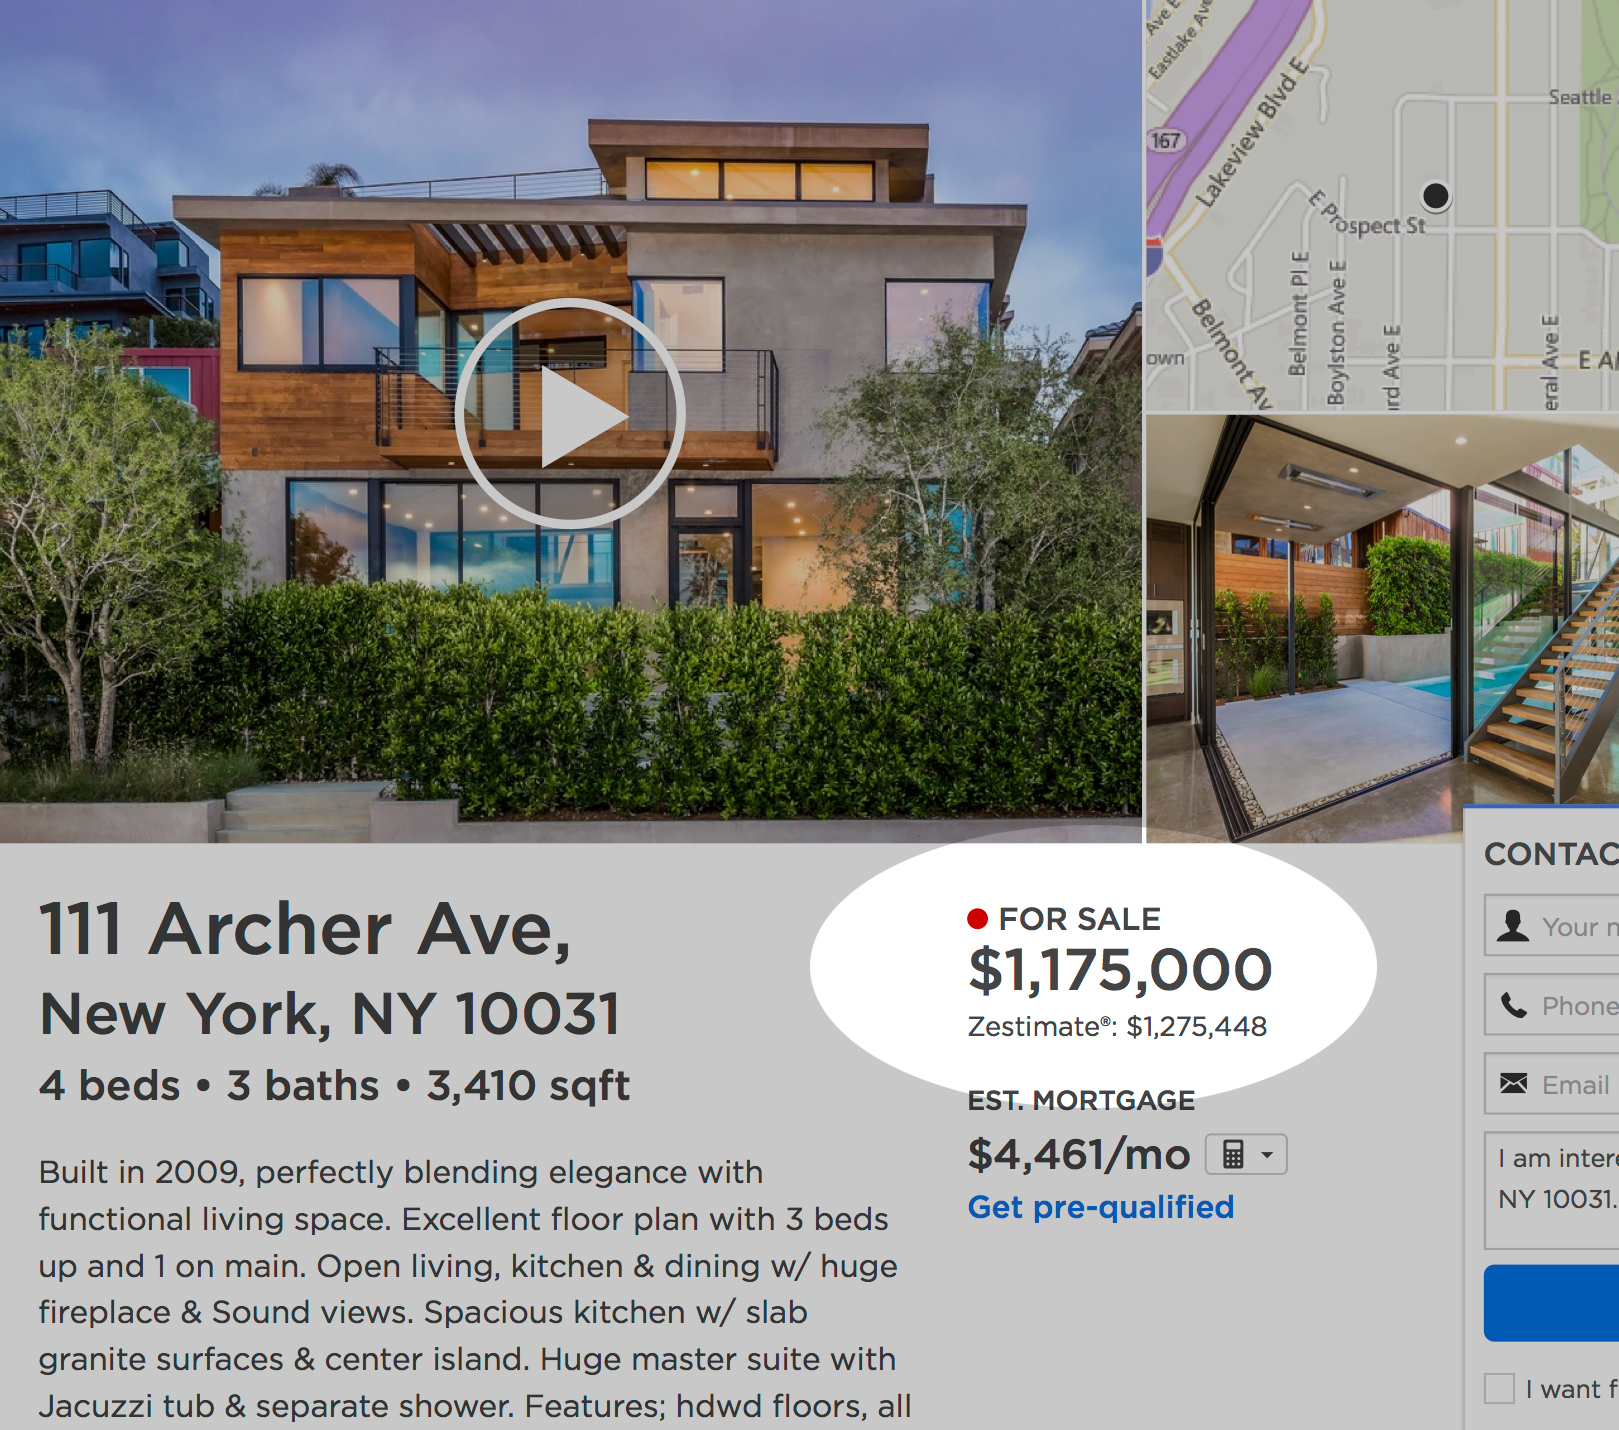 Ave E
Eastlake Ave
Lakeview Blvd E
167
Seattle
E Prospect St
Belmont Pl E
Boylston Ave E
Belmont Av
own
rd Ave E
eral Ave E
E A
111 Archer Ave,
New York, NY 10031
4 beds • 3 baths • 3,410 sqft
Built in 2009, perfectly blending elegance with
functional living space. Excellent floor plan with 3 beds
up and 1 on main. Open living, kitchen & dining w/ huge
fireplace & Sound views. Spacious kitchen w/ slab
granite surfaces & center island. Huge master suite with
Jacuzzi tub & separate shower. Features; hdwd floors, all
FOR SALE
$1,175,000
Zestimate®: $1,275,448
EST. MORTGAGE
$4,461/mo
Get pre-qualified
CONTAC
Your n
Phone
Email
I am intere
NY 10031.
I want f